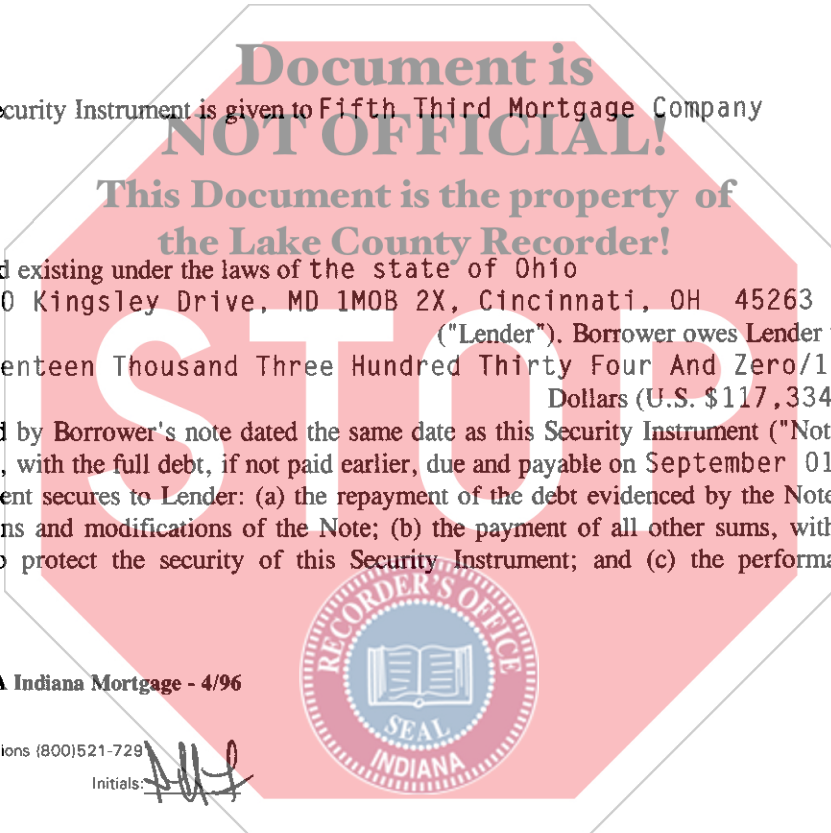 Document is
ecurity Instrument is given to Fifth Third Mortgage Company
NOT OFFICIAL!
This Document is the property of
the Lake County Recorder!
d existing under the laws of the state of Ohio
0 Kingsley Drive, MD 1MOB 2X, Cincinnati, OH 45263
("Lender"). Borrower owes Lender
enteen Thousand Three Hundred Thirty Four And Zero/1
Dollars (U.S. $117,334
STOP
d by Borrower's note dated the same date as this Security Instrument ("Not
, with the full debt, if not paid earlier, due and payable on September 01
ent secures to Lender: (a) the repayment of the debt evidenced by the Note
ns and modifications of the Note; (b) the payment of all other sums, with
o protect the security of this Security Instrument; and (c) the performa
RECORDER'S OFFICE
SEAL
INDIANA
A Indiana Mortgage - 4/96
ions (800)521-729
Initials: